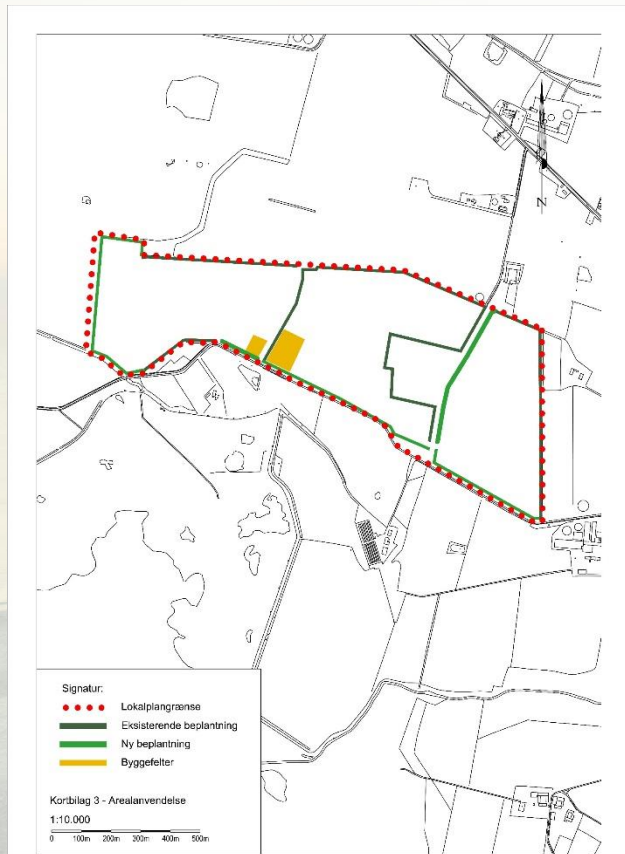 N
Signatur:
Lokalplangrænse
Eksisterende beplantning
Ny beplantning
Byggefelter
Kortbilag 3 - Arealanvendelse
1:10.000
0 100m 200m 300m 400m 500m